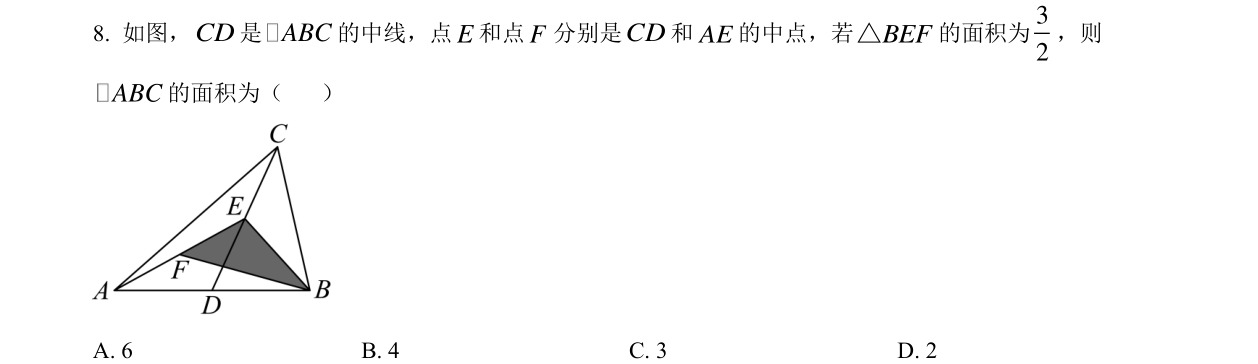 8. 如图，CD 是□ABC 的中线，点 E 和点 F 分别是 CD 和 AE 的中点，若△BEF 的面积为 3/2，则
□ABC 的面积为（　　）
C
E
F
A
D
B
A. 6 B. 4 C. 3 D. 2